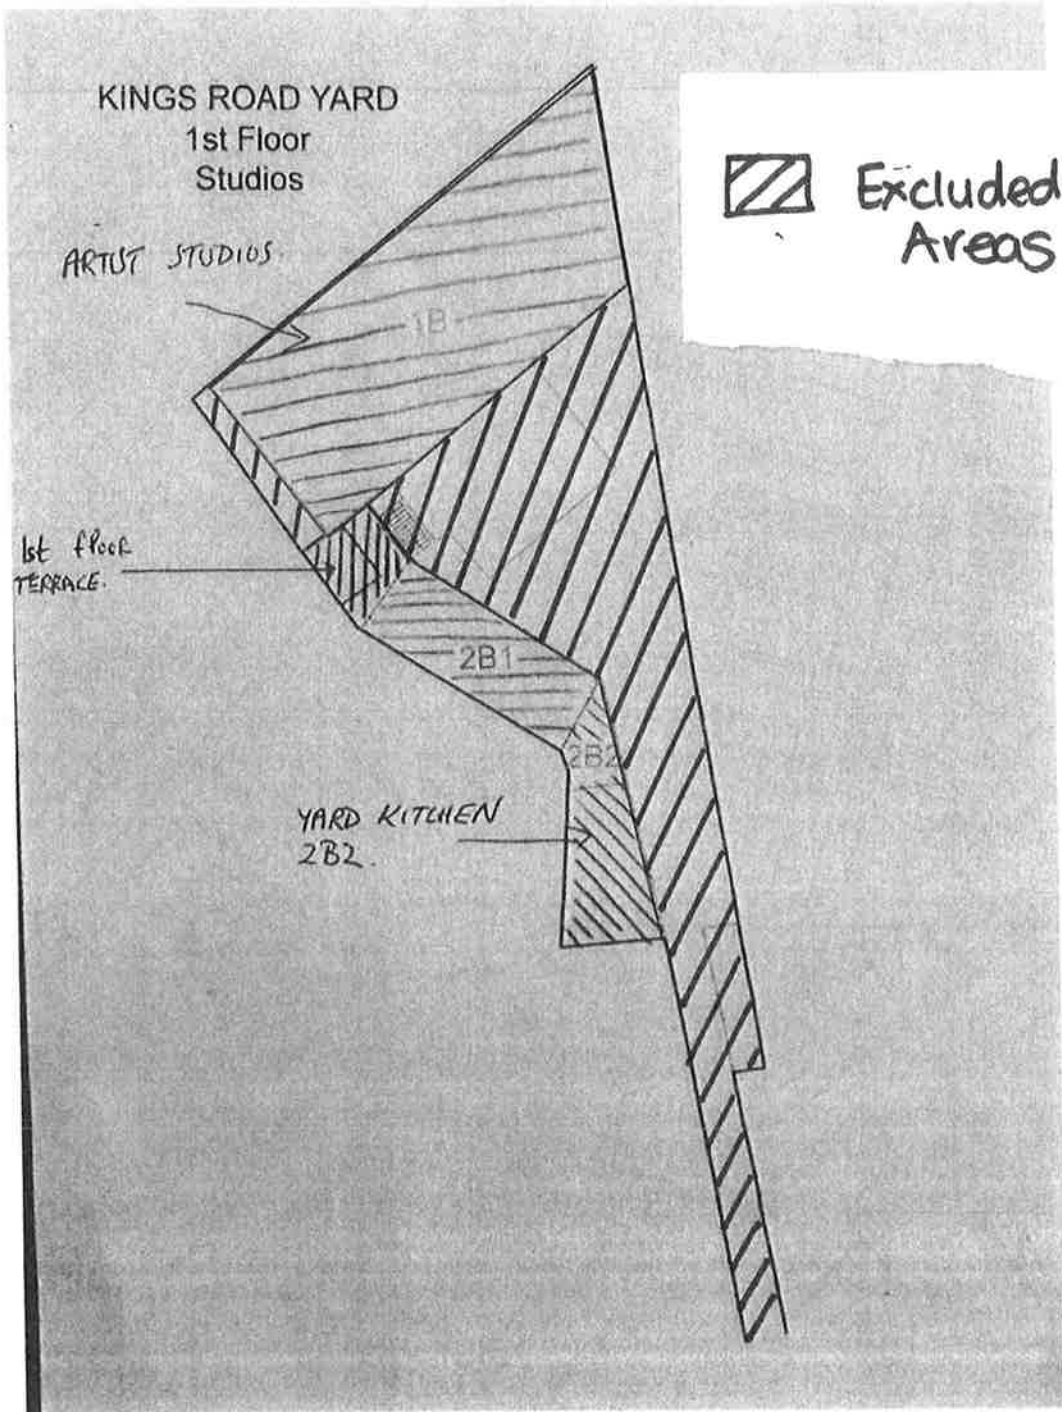 KINGS ROAD YARD
1st Floor
Studios
Excluded
Areas
ARTIST STUDIOS.
1B
1st floor
TERRACE.
2B1
2B2
YARD KITCHEN
2B2.